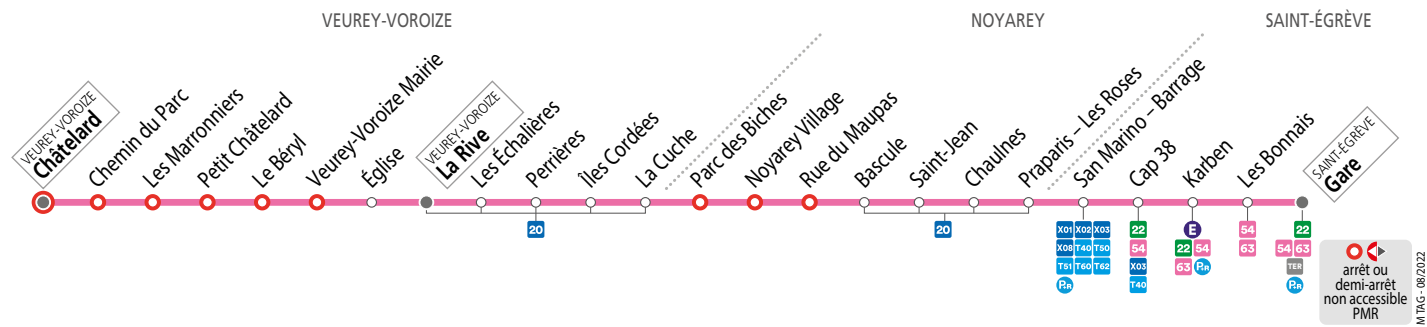 VEUREY-VOROIZE
NOYAREY
SAINT-ÉGRÈVE
VEUREY-VOROIZE
Châtelard
Chemin du Parc
Les Marronniers
Petit Châtelard
Le Béryl
Veurey-Voroize Mairie
Église
VEUREY-VOROIZE
La Rive
Les Échalières
Perrières
Îles Cordées
La Cuche
Parc des Biches
Noyarey Village
Rue du Maupas
Bascule
Saint-Jean
Chaulnes
Praparis – Les Roses
San Marino – Barrage
Cap 38
Karben
Les Bonnais
SAINT-ÉGRÈVE
Gare
20
20
X01 X02 X03
X08 T40 T50
T51 T60 T62
P+R
22
54
X03
T40
E
22 54
63 P+R
54
63
22
54 63
TER
P+R
arrêt ou
demi-arrêt
non accessible
PMR
M TAG - 08/2022